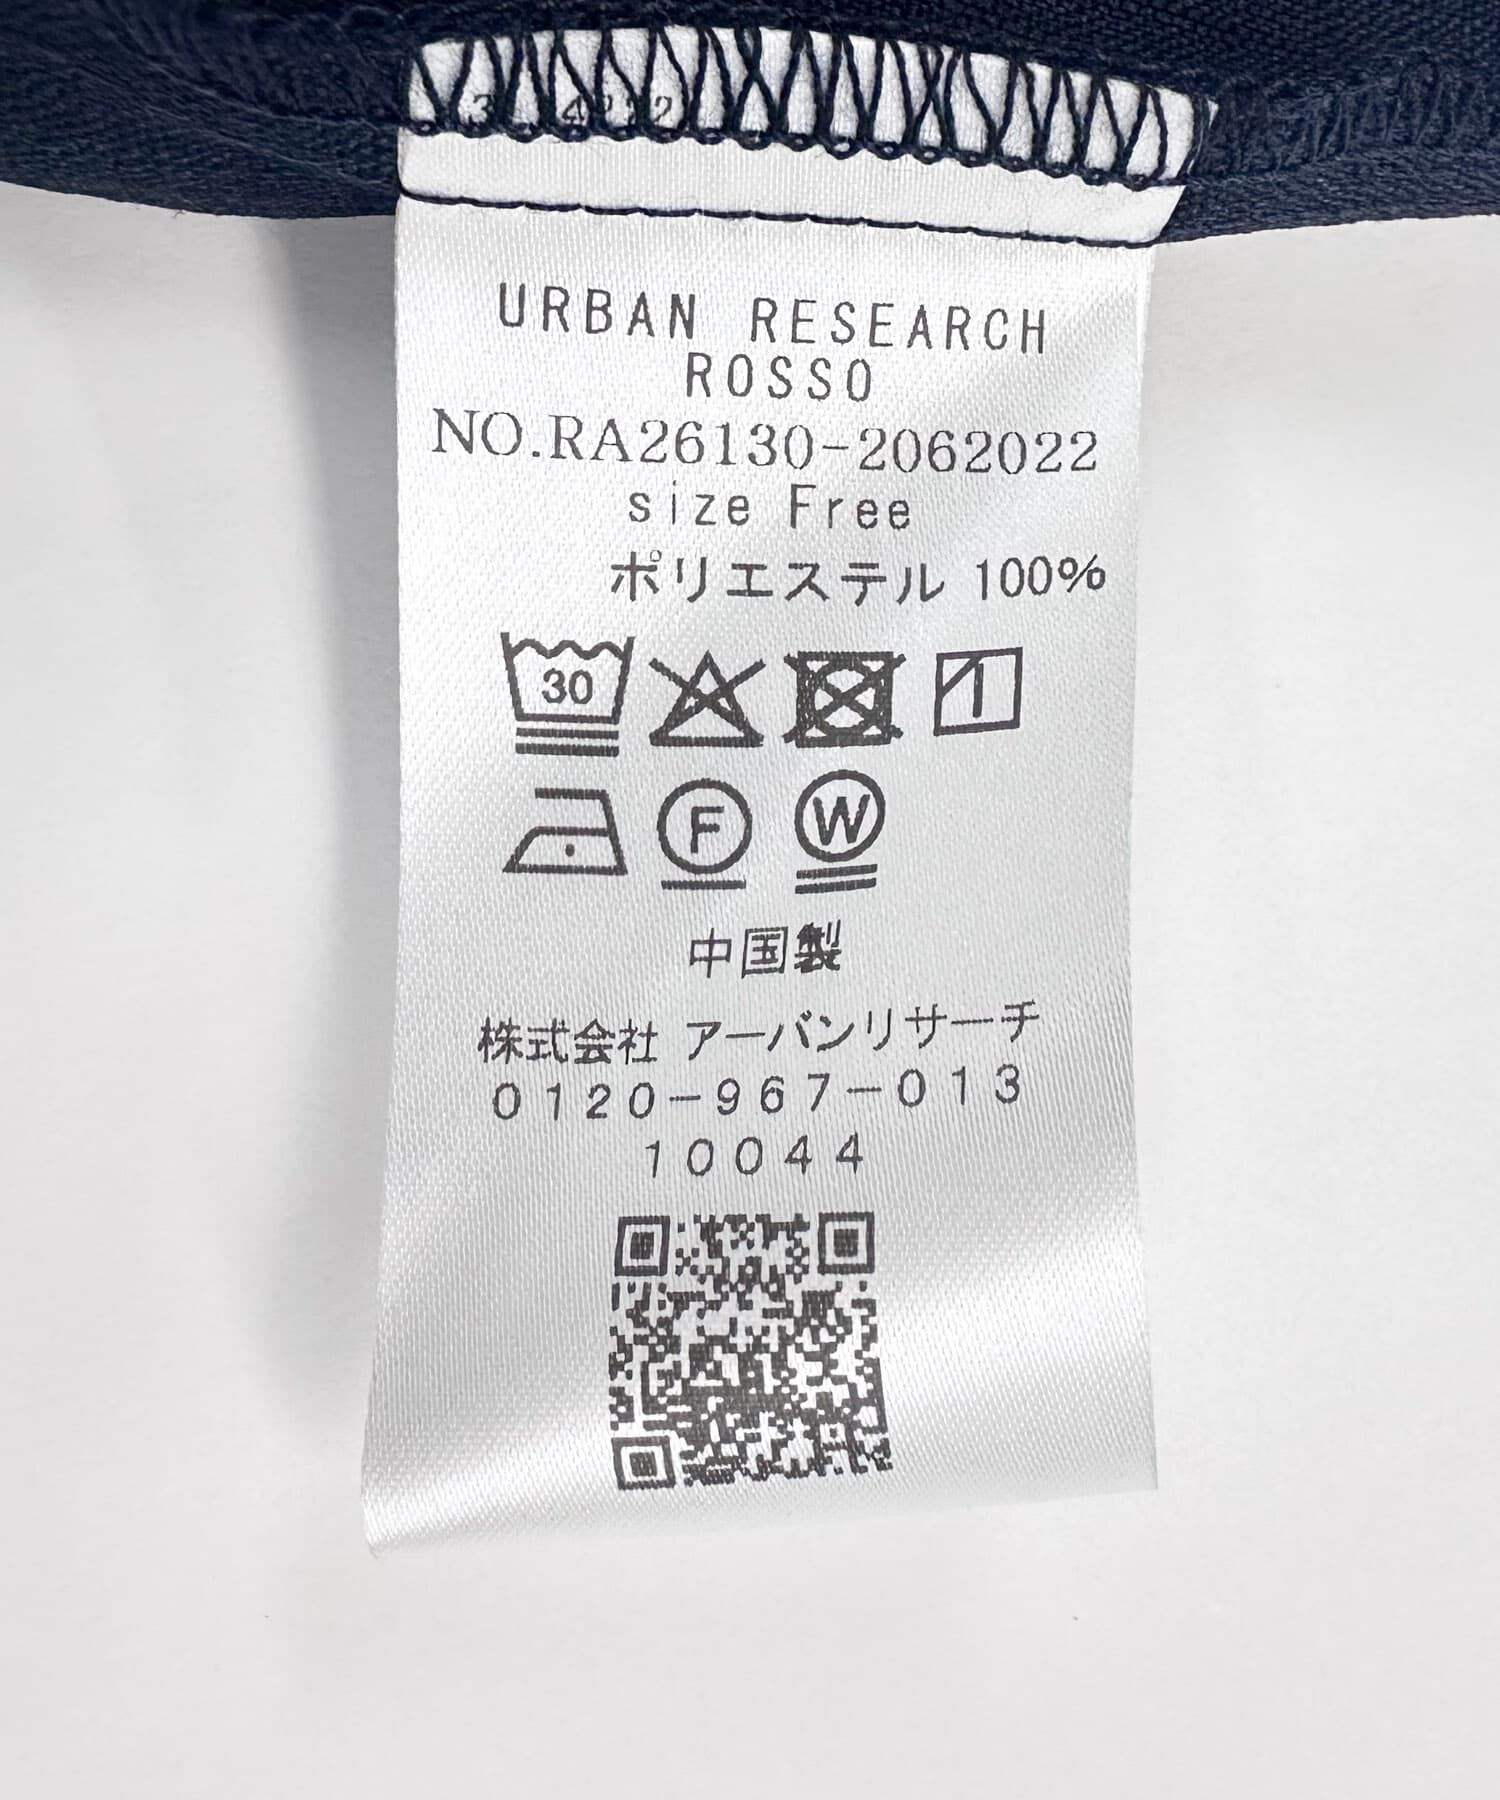 URBAN RESEARCH
ROSSO
NO.RA26130-2062022
size Free
ポリエステル 100%
30
1
F W
中国製
株式会社 アーバンリサーチ
0120-967-013
10044